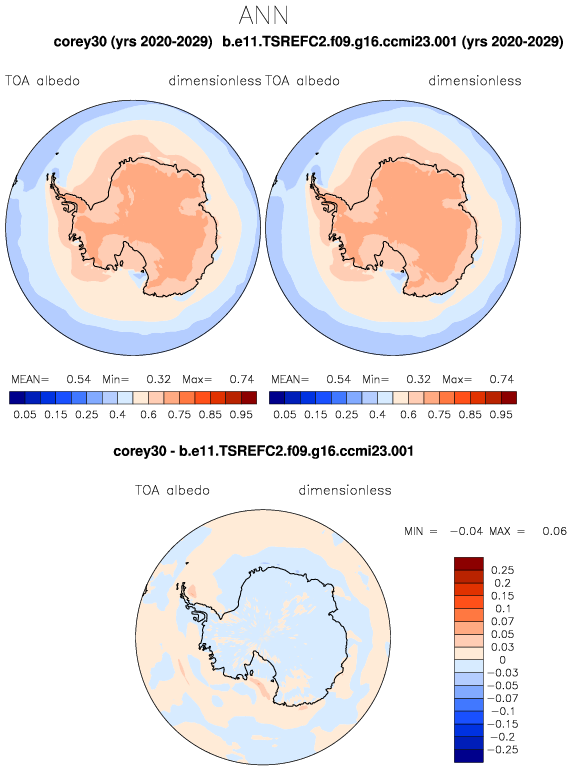 ANN
corey30 (yrs 2020-2029) b.e11.TSREFC2.f09.g16.ccmi23.001 (yrs 2020-2029)
TOA albedo dimensionless TOA albedo dimensionless
MEAN= 0.54 Min= 0.32 Max= 0.74 MEAN= 0.54 Min= 0.32 Max= 0.74
0.05 0.15 0.25 0.4 0.6 0.75 0.85 0.95 0.05 0.15 0.25 0.4 0.6 0.75 0.85 0.95
corey30 - b.e11.TSREFC2.f09.g16.ccmi23.001
TOA albedo dimensionless
MIN = -0.04 MAX = 0.06
0.25
0.2
0.15
0.1
0.07
0.05
0.03
0
-0.03
-0.05
-0.07
-0.1
-0.15
-0.2
-0.25